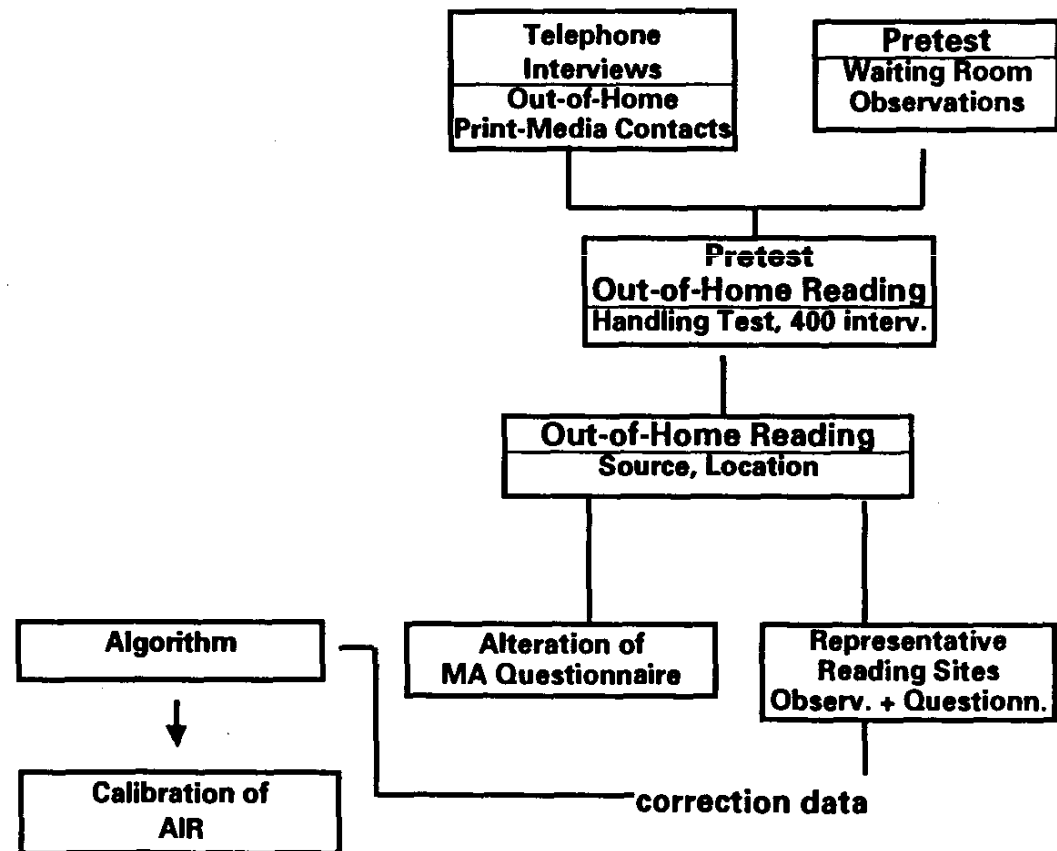 Telephone
Interviews
Out-of-Home
Print-Media Contacts
Pretest
Waiting Room
Observations
Pretest
Out-of-Home Reading
Handling Test, 400 interv.
Out-of-Home Reading
Source, Location
Algorithm
Alteration of
MA Questionnaire
Representative
Reading Sites
Observ. + Questionn.
Calibration of
AIR
correction data